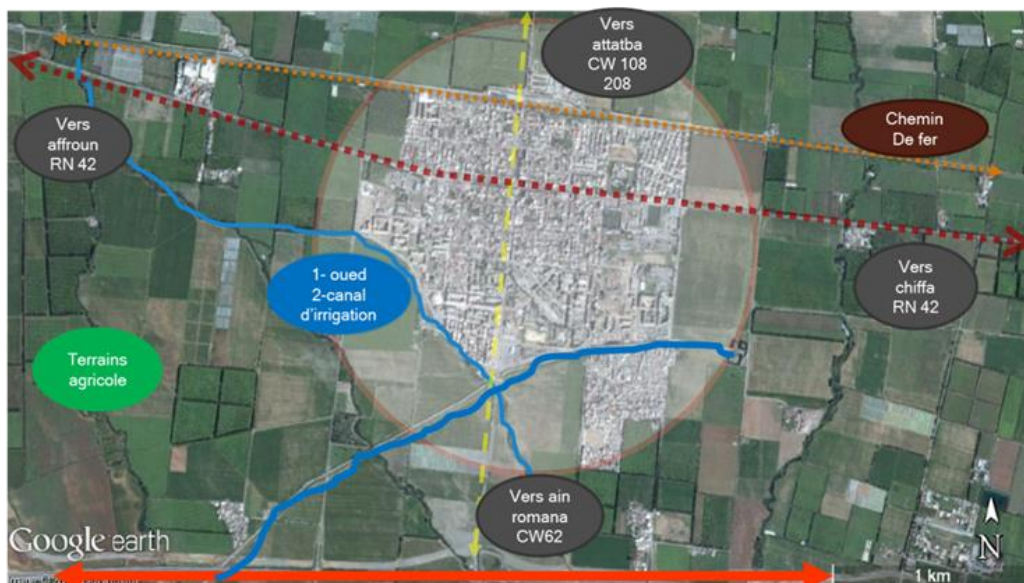 Vers
attatba
CW 108
208
Chemin
De fer
Vers
affroun
RN 42
1- oued
2-canal
d'irrigation
Vers
chiffa
RN 42
Terrains
agricole
Vers ain
romana
CW62
N
Google earth
1 km